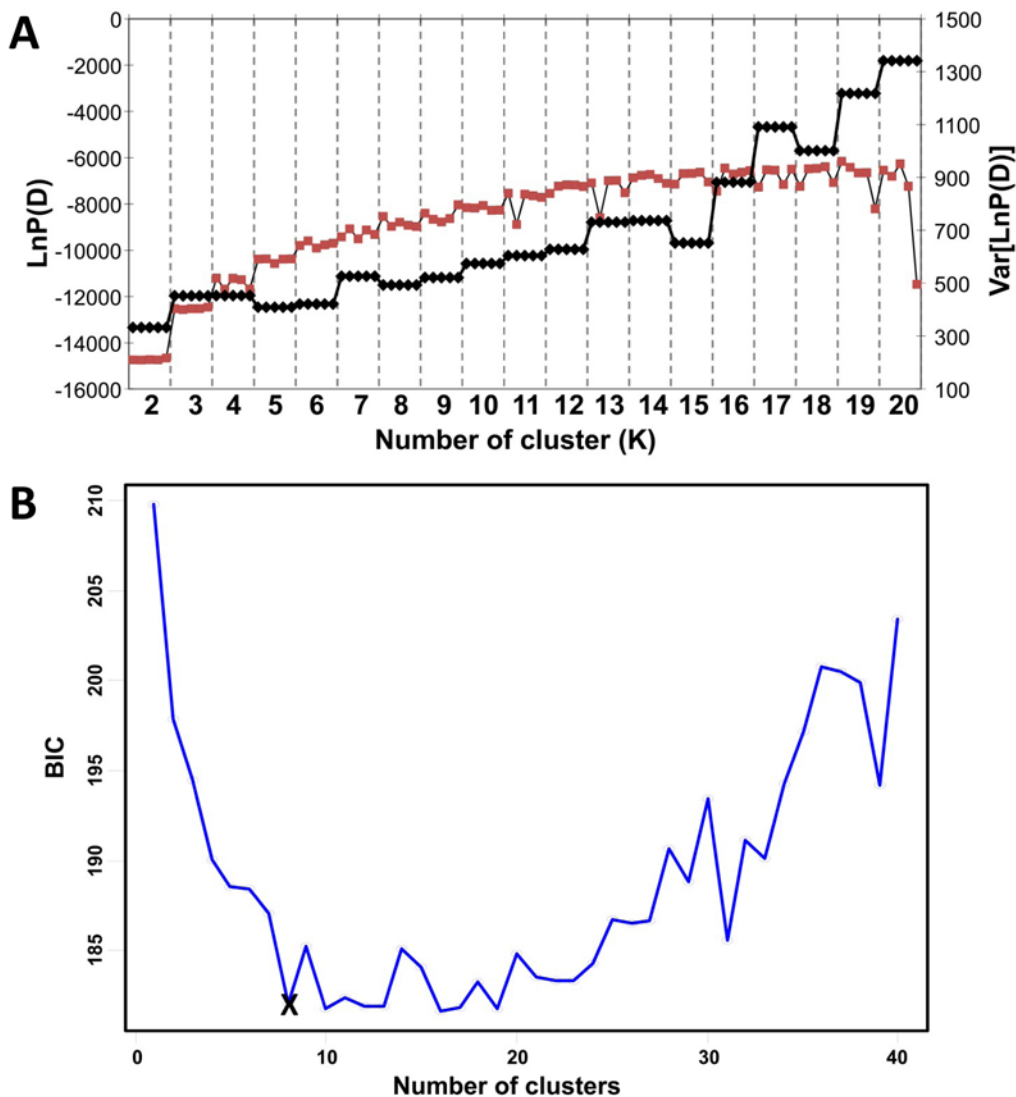 A
0
-2000
-4000
-6000
-8000
-10000
-12000
-14000
-16000
LnP(D)
1500
1300
1100
900
700
500
300
100
Var[LnP(D)]
2 3 4 5 6 7 8 9 10 11 12 13 14 15 16 17 18 19 20
Number of cluster (K)
B
210
205
200
195
190
185
BIC
X
0 10 20 30 40
Number of clusters